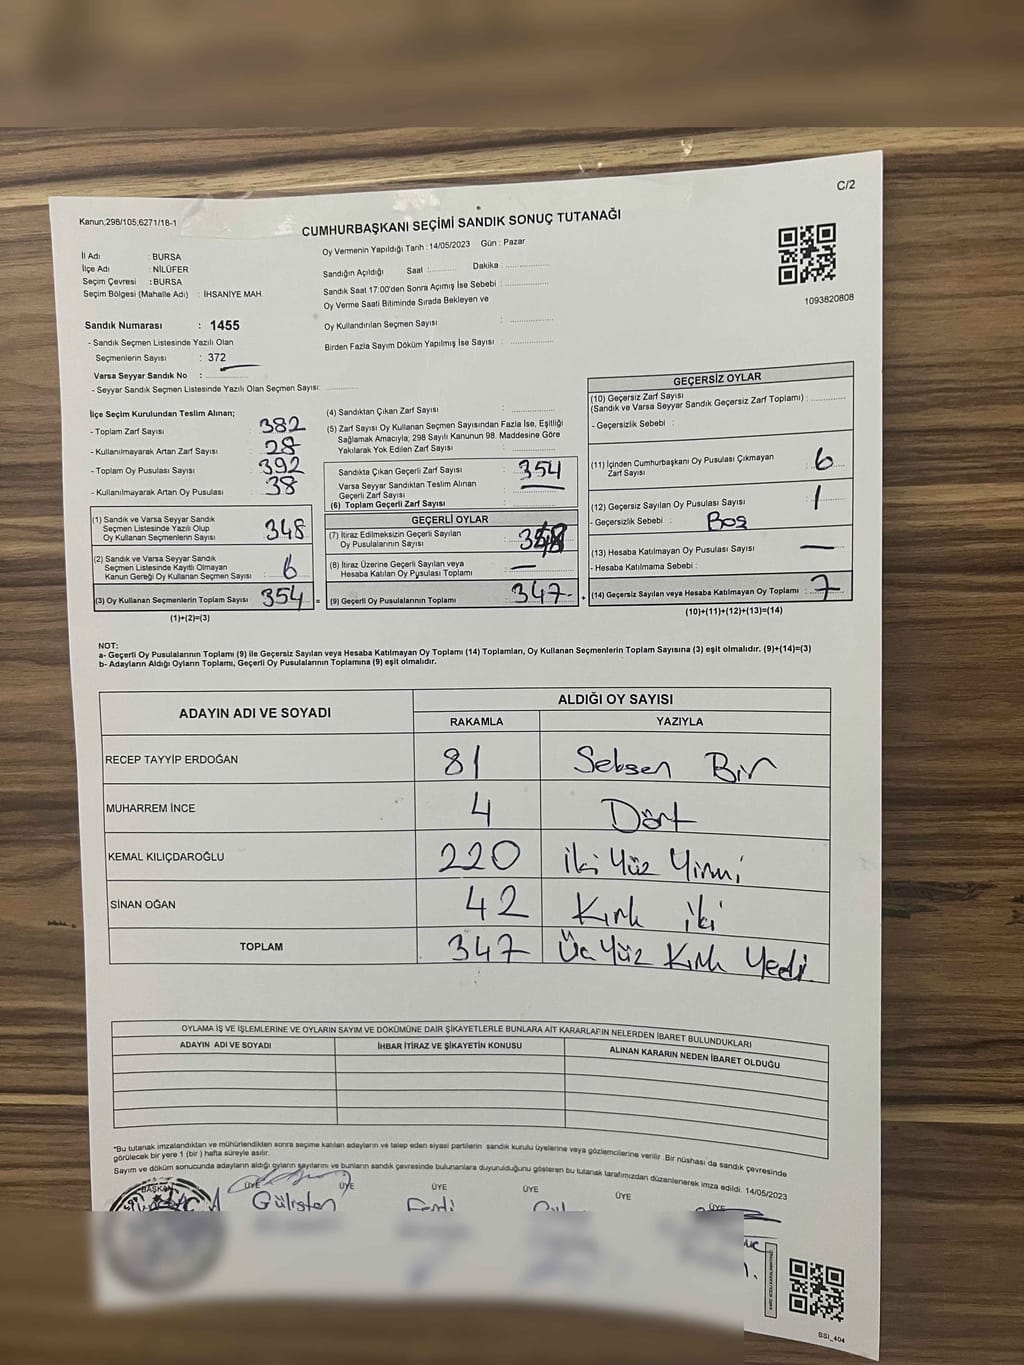 C/2
Kanun,298/105,6271/18-1
CUMHURBAŞKANI SEÇİMİ SANDIK SONUÇ TUTANAĞI
İl Adı : BURSA
İlçe Adı : NİLÜFER
Seçim Çevresi : BURSA
Seçim Bölgesi (Mahalle Adı) : İHSANİYE MAH.
Oy Vermenin Yapıldığı Tarih : 14/05/2023 Gün : Pazar
Sandığın Açıldığı Saat :............ Dakika :................
Sandık Saat 17:00'den Sonra Açımış İse Sebebi :................
Oy Verme Saati Bitiminde Sırada Bekleyen ve
Oy Kullandırılan Seçmen Sayısı :................
Birden Fazla Sayım Döküm Yapılmış İse Sayısı :................
1093820808
Sandık Numarası : 1455
- Sandık Seçmen Listesinde Yazılı Olan
Seçmenlerin Sayısı : 372
Varsa Seyyar Sandık No :................
- Seyyar Sandık Seçmen Listesinde Yazılı Olan Seçmen Sayısı: ............
İlçe Seçim Kurulundan Teslim Alınan;
- Toplam Zarf Sayısı : 382
- Kullanılmayarak Artan Zarf Sayısı : 28
- Toplam Oy Pusulası Sayısı : 392
- Kullanılmayarak Artan Oy Pusulası : 38
(1) Sandık ve Varsa Seyyar Sandık
Seçmen Listesinde Yazılı Olup
Oy Kullanan Seçmenlerin Sayısı : 348
(2) Sandık ve Varsa Seyyar Sandık
Seçmen Listesinde Kayıtlı Olmayan
Kanun Gereği Oy Kullanan Seçmen Sayısı : 6
(3) Oy Kullanan Seçmenlerin Toplam Sayısı : 354 =
(1)+(2)=(3)
(4) Sandıktan Çıkan Zarf Sayısı :................
(5) Zarf Sayısı Oy Kullanan Seçmen Sayısından Fazla İse, Eşitliği
Sağlamak Amacıyla; 298 Sayılı Kanunun 98. Maddesine Göre
Yakılarak Yok Edilen Zarf Sayısı :................
Sandıkta Çıkan Geçerli Zarf Sayısı : 354
Varsa Seyyar Sandıktan Teslim Alınan
Geçerli Zarf Sayısı :
(6) Toplam Geçerli Zarf Sayısı :
GEÇERLİ OYLAR
(7) İtiraz Edilmeksizin Geçerli Sayılan
Oy Pusulalarının Sayısı :
(8) İtiraz Üzerine Geçerli Sayılan veya
Hesaba Katılan Oy Pusulası Toplamı : —
(9) Geçerli Oy Pusulalarının Toplamı : 347 +
GEÇERSİZ OYLAR
(10) Geçersiz Zarf Sayısı
(Sandık ve Varsa Seyyar Sandık Geçersiz Zarf Toplamı) :............
- Geçersizlik Sebebi :
(11) İçinden Cumhurbaşkanı Oy Pusulası Çıkmayan
Zarf Sayısı : 6
(12) Geçersiz Sayılan Oy Pusulası Sayısı : 1
- Geçersizlik Sebebi : Boş
(13) Hesaba Katılmayan Oy Pusulası Sayısı : —
- Hesaba Katılmama Sebebi :
(14) Geçersiz Sayılan veya Hesaba Katılmayan Oy Toplamı : 7
(10)+(11)+(12)+(13)=(14)
NOT:
a- Geçerli Oy Pusulalarının Toplamı (9) ile Geçersiz Sayılan veya Hesaba Katılmayan Oy Toplamı (14) Toplamları, Oy Kullanan Seçmenlerin Toplam Sayısına (3) eşit olmalıdır. (9)+(14)=(3)
b- Adayların Aldığı Oyların Toplamı, Geçerli Oy Pusulalarının Toplamına (9) eşit olmalıdır.
ADAYIN ADI VE SOYADI ALDIĞI OY SAYISI
RAKAMLA YAZIYLA
RECEP TAYYİP ERDOĞAN 81 Seksen Bir
MUHARREM İNCE 4 Dört
KEMAL KILIÇDAROĞLU 220 İki Yüz Yirmi
SİNAN OĞAN 42 Kırk iki
TOPLAM 347 Üç Yüz Kırk Yedi
OYLAMA İŞ VE İŞLEMLERİNE VE OYLARIN SAYIM VE DÖKÜMÜNE DAİR ŞİKAYETLERLE BUNLARA AİT KARARLARIN NELERDEN İBARET BULUNDUKLARI
ADAYIN ADI VE SOYADI İHBAR İTİRAZ VE ŞİKAYETİN KONUSU ALINAN KARARIN NEDEN İBARET OLDUĞU
*Bu tutanak imzalandıktan ve mühürlendikten sonra seçime katılan adayların ve talep eden siyasi partilerin sandık kurulu üyelerine veya gözlemcilerine verilir. Bir nüshası da sandık çevresinde
görülecek bir yere 1 (bir) hafta süreyle asılır.
Sayım ve döküm sonucunda adayların aldığı oyların sayılarını ve bunların sandık çevresinde bulunanlara duyurulduğunu gösteren bu tutanak tarafımızdan düzenlenerek imza edildi. 14/05/2023
BAŞKAN ÜYE ÜYE ÜYE ÜYE ÜYE ÜYE
Gülisten
BSI_404